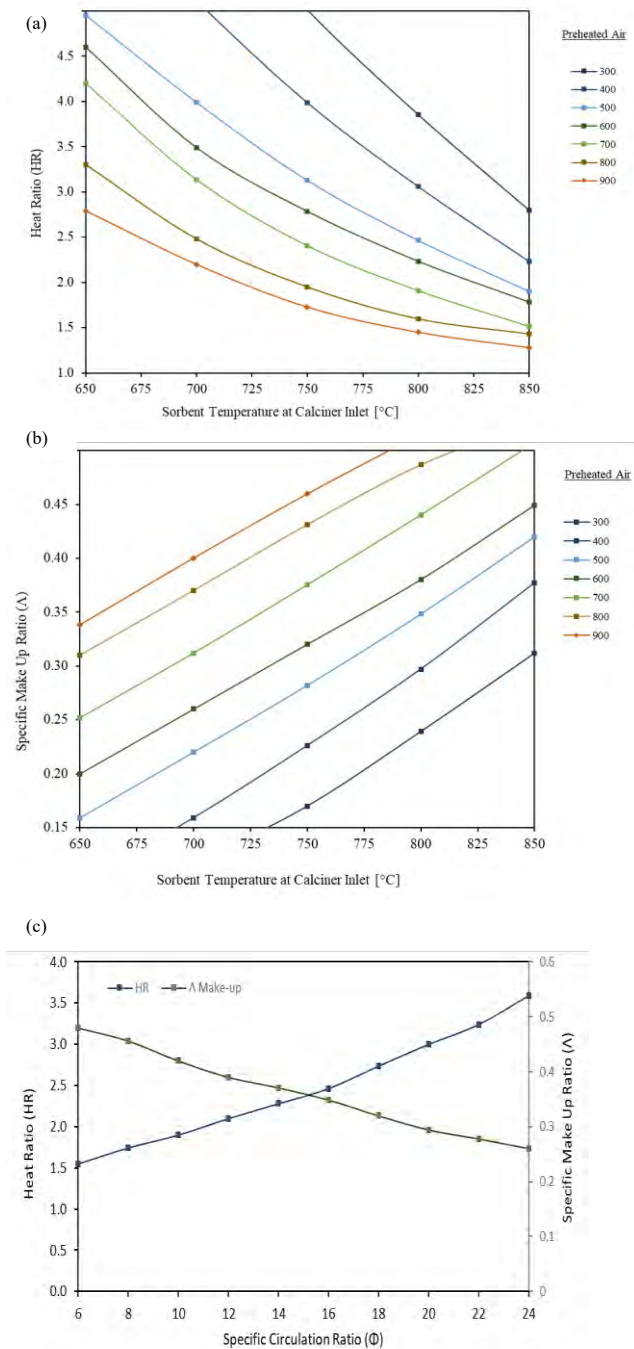 (a)
Preheated Air
300
400
500
600
700
800
900
5.0
4.5
4.0
3.5
3.0
2.5
2.0
1.5
1.0
Heat Ratio (HR)
650 675 700 725 750 775 800 825 850
Sorbent Temperature at Calciner Inlet [°C]
(b)
Preheated Air
300
400
500
600
700
800
900
0.45
0.40
0.35
0.30
0.25
0.20
0.15
Specific Make Up Ratio (Λ)
650 675 700 725 750 775 800 825 850
Sorbent Temperature at Calciner Inlet [°C]
(c)
HR Λ Make-up
4.0
3.5
3.0
2.5
2.0
1.5
1.0
0.5
0.0
Heat Ratio (HR)
0.6
0.5
0.4
0.3
0.2
0.1
0
Specific Make Up Ratio (Λ)
6 8 10 12 14 16 18 20 22 24
Specific Circulation Ratio (Φ)